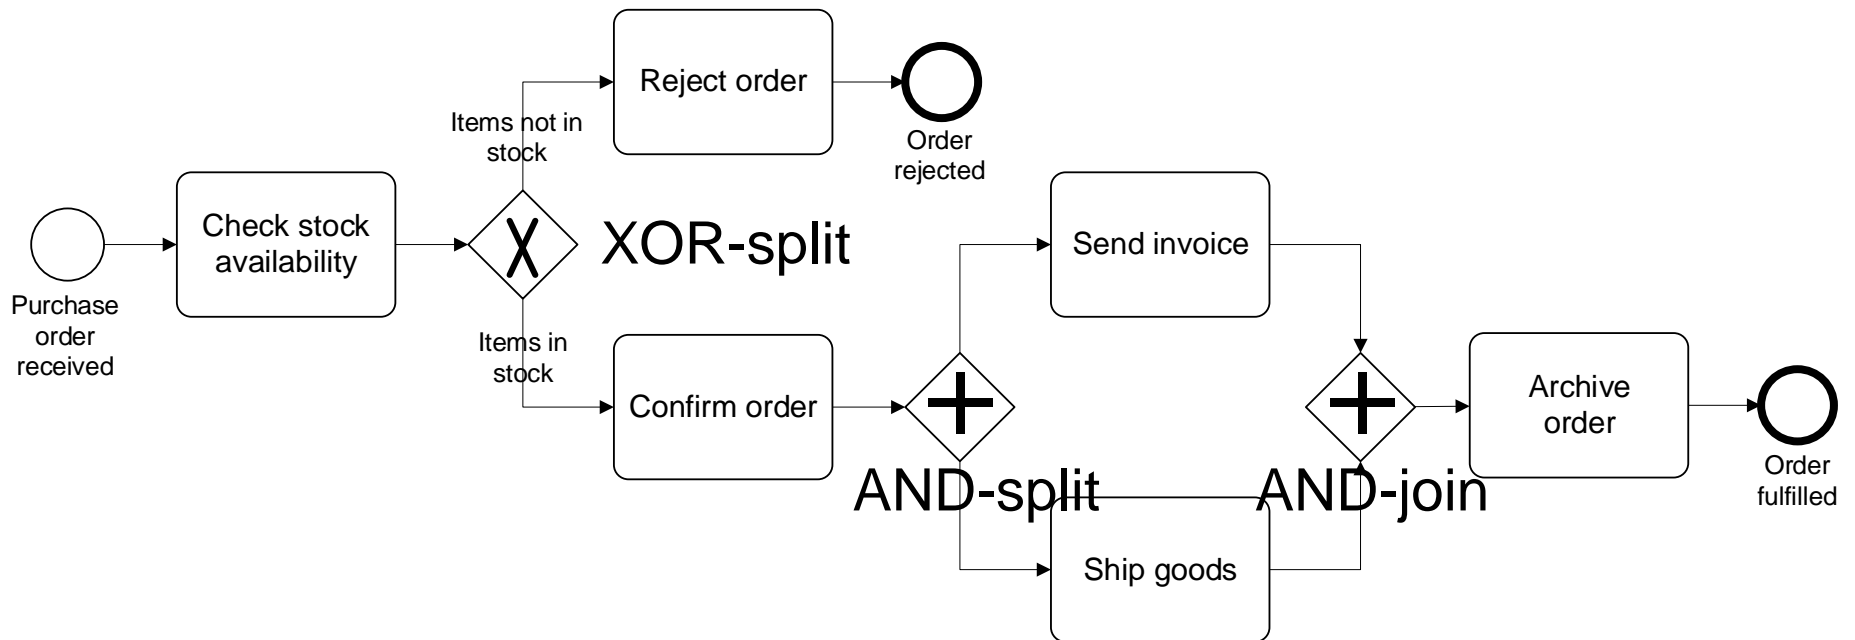 Reject order
Items not in
stock
Order
rejected
Check stock
availability
X
XOR-split
Send invoice
Purchase
order
received
Items in
stock
Confirm order
Archive
order
AND-split
AND-join
Order
fulfilled
Ship goods